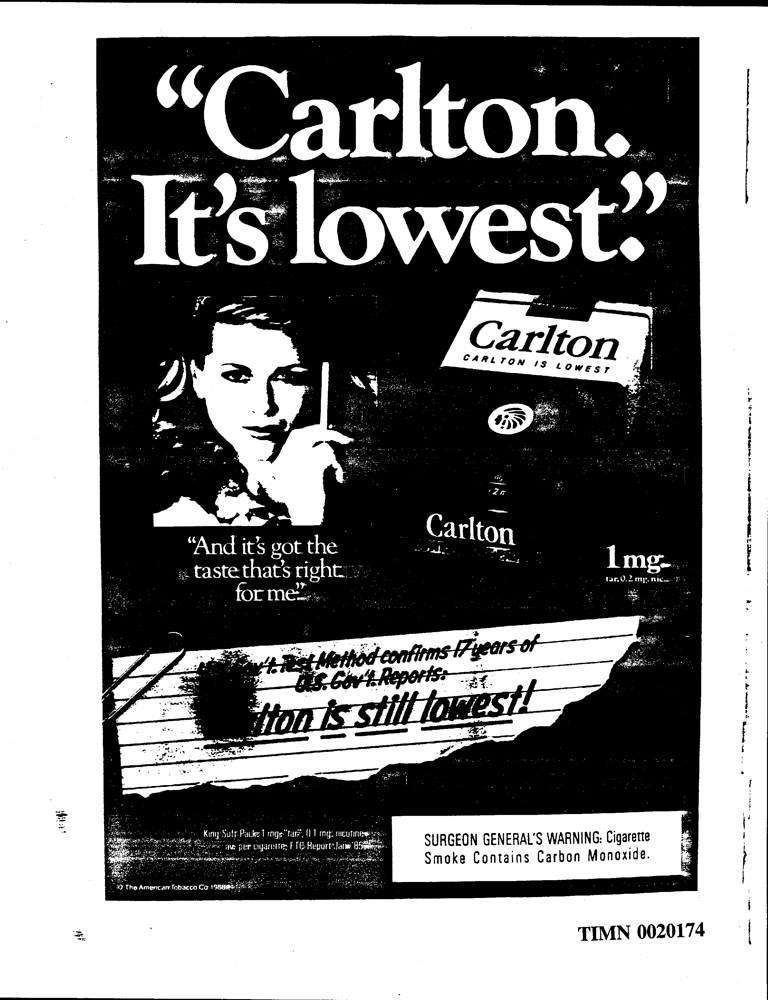 “Carlton.
It's lowest.”
Carlton
CARLTON IS LOWEST
Carlton
“And it's got the
taste that's right
for me.”
1 mg.
tar, 0.2 mg. nic.
Gov't. Test Method confirms 17 years of
U.S. Gov't. Reports:
lton is still lowest!
King Soft Pack: 1 mg. "tar", 0.1 mg. nicotine
av. per cigarette, FTC Report Jan. '85
SURGEON GENERAL'S WARNING: Cigarette
Smoke Contains Carbon Monoxide.
© The American Tobacco Co. 1986
TIMN 0020174